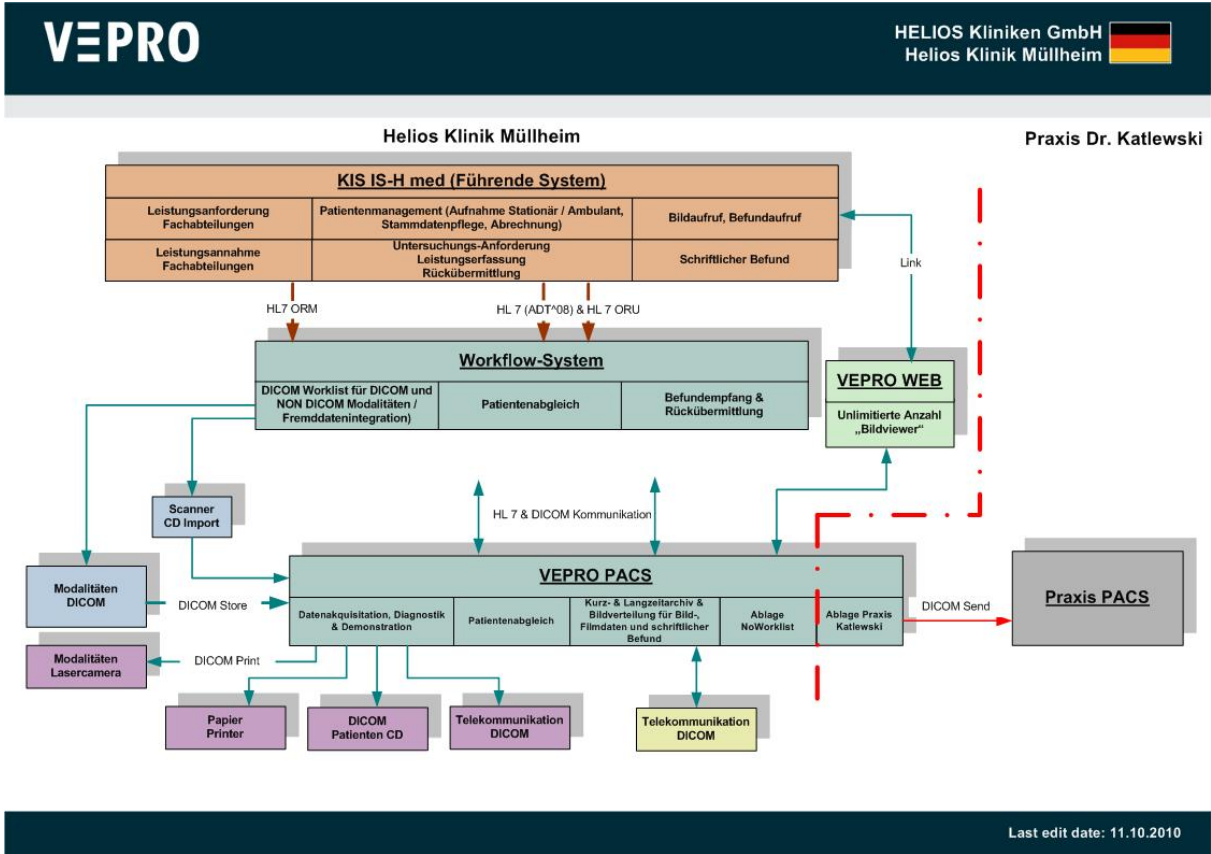 VEPRO
HELIOS Kliniken GmbH
Helios Klinik Müllheim
Helios Klinik Müllheim
Praxis Dr. Katlewski
KIS IS-H med (Führende System)
Leistungsanforderung
Fachabteilungen
Patientenmanagement (Aufnahme Stationär / Ambulant,
Stammdatenpflege, Abrechnung)
Bildaufruf, Befundaufruf
Leistungsannahme
Fachabteilungen
Untersuchungs-Anforderung
Leistungserfassung
Rückübermittlung
Schriftlicher Befund
Link
HL7 ORM
HL 7 (ADT^08) & HL 7 ORU
Workflow-System
DICOM Worklist für DICOM und
NON DICOM Modalitäten /
Fremddatenintegration)
Patientenabgleich
Befundempfang &
Rückübermittlung
VEPRO WEB
Unlimitierte Anzahl
„Bildviewer“
Scanner
CD Import
HL 7 & DICOM Kommunikation
Modalitäten
DICOM
DICOM Store
VEPRO PACS
Datenakquisitation, Diagnostik
& Demonstration
Patientenabgleich
Kurz- & Langzeitarchiv &
Bildverteilung für Bild-,
Filmdaten und schriftlicher
Befund
Ablage
NoWorklist
Ablage Praxis
Katlewski
DICOM Send
Praxis PACS
Modalitäten
Lasercamera
DICOM Print
Papier
Printer
DICOM
Patienten CD
Telekommunikation
DICOM
Telekommunikation
DICOM
Last edit date: 11.10.2010